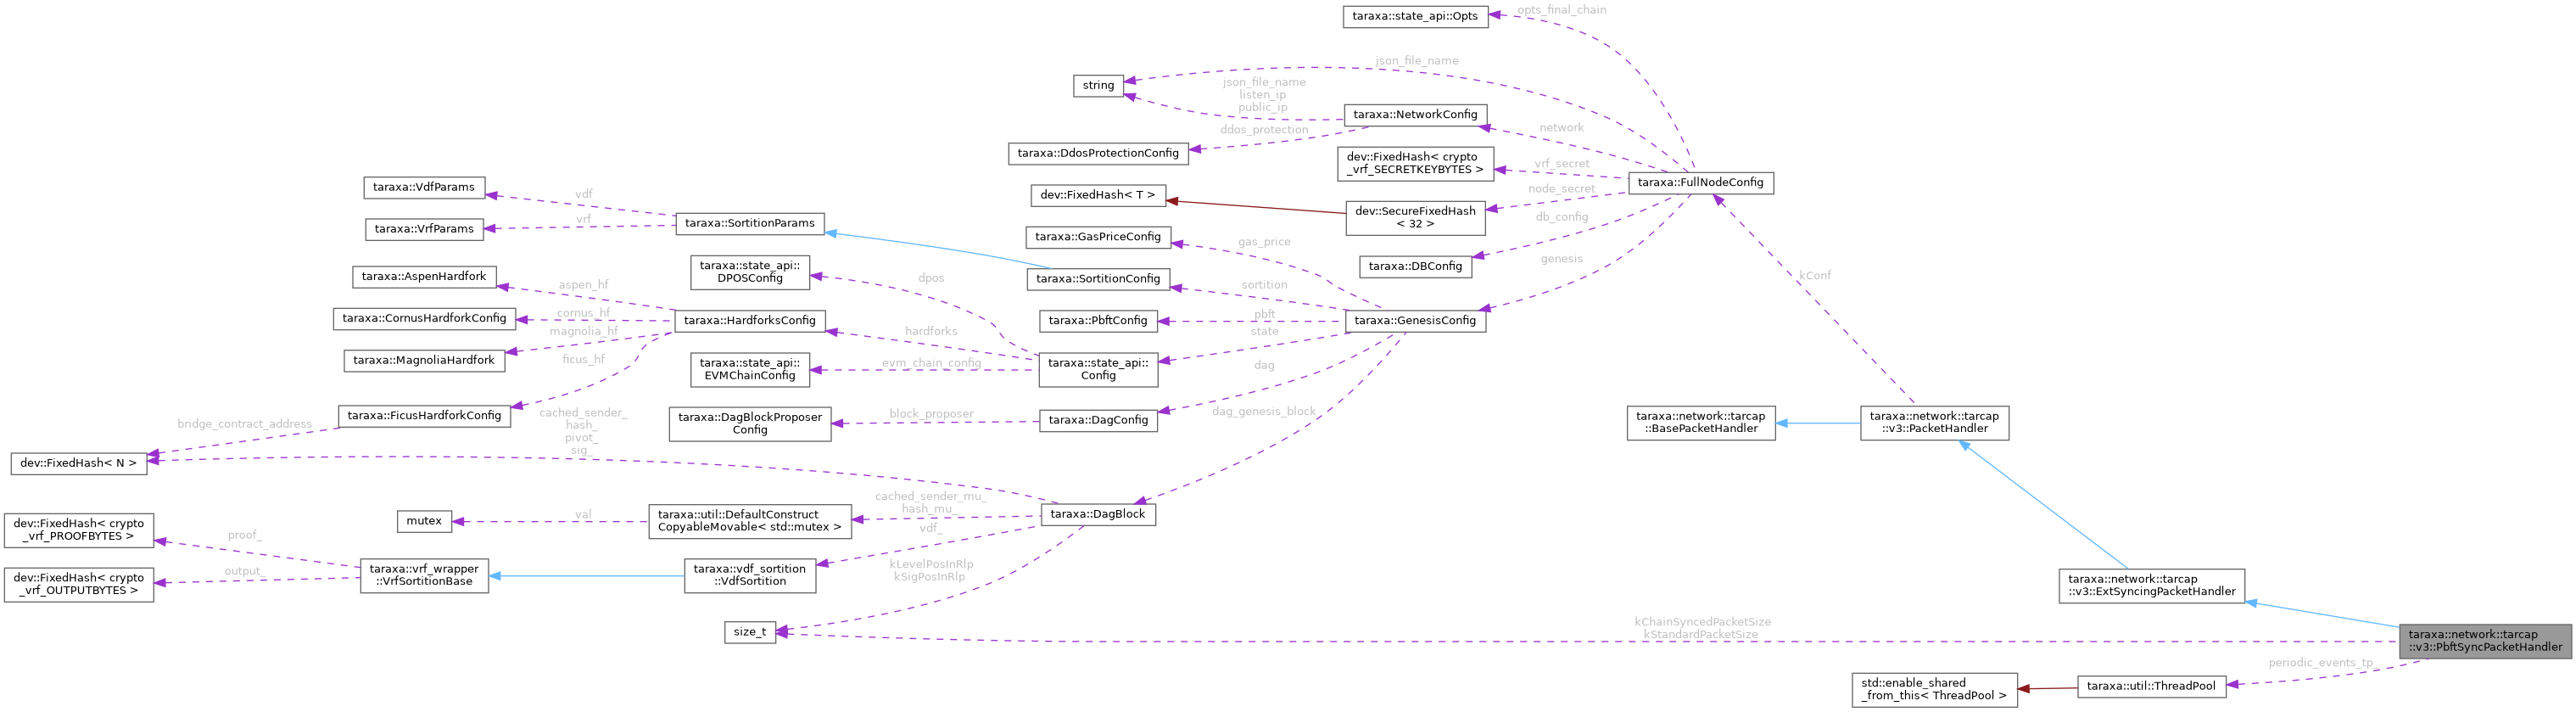 opts_final_chain
taraxa::state_api::Opts
json_file_name
string
json_file_name
listen_ip
public_ip
taraxa::NetworkConfig
network
ddos_protection
taraxa::DdosProtectionConfig
dev::FixedHash< crypto
_vrf_SECRETKEYBYTES >
vrf_secret
taraxa::FullNodeConfig
taraxa::VdfParams
vdf
dev::FixedHash< T >
node_secret
dev::SecureFixedHash
< 32 >
db_config
taraxa::VrfParams
vrf
taraxa::SortitionParams
taraxa::GasPriceConfig
gas_price
genesis
taraxa::DBConfig
taraxa::state_api::
DPOSConfig
dpos
taraxa::AspenHardfork
aspen_hf
taraxa::SortitionConfig
sortition
kConf
taraxa::CornusHardforkConfig
cornus_hf
taraxa::HardforksConfig
taraxa::PbftConfig
pbft
taraxa::GenesisConfig
magnolia_hf
hardforks
state
taraxa::MagnoliaHardfork
ficus_hf
taraxa::state_api::
EVMChainConfig
evm_chain_config
taraxa::state_api::
Config
dag
bridge_contract_address
taraxa::FicusHardforkConfig
cached_sender_
hash_
pivot_
sig_
taraxa::DagBlockProposer
Config
block_proposer
taraxa::DagConfig
dag_genesis_block
taraxa::network::tarcap
::BasePacketHandler
taraxa::network::tarcap
::v3::PacketHandler
dev::FixedHash< N >
cached_sender_mu_
hash_mu_
dev::FixedHash< crypto
_vrf_PROOFBYTES >
proof_
mutex
val
taraxa::util::DefaultConstruct
CopyableMovable< std::mutex >
vdf_
taraxa::DagBlock
dev::FixedHash< crypto
_vrf_OUTPUTBYTES >
output_
taraxa::vrf_wrapper
::VrfSortitionBase
taraxa::vdf_sortition
::VdfSortition
kLevelPosInRlp
kSigPosInRlp
taraxa::network::tarcap
::v3::ExtSyncingPacketHandler
size_t
kChainSyncedPacketSize
kStandardPacketSize
taraxa::network::tarcap
::v3::PbftSyncPacketHandler
periodic_events_tp_
std::enable_shared
_from_this< ThreadPool >
taraxa::util::ThreadPool